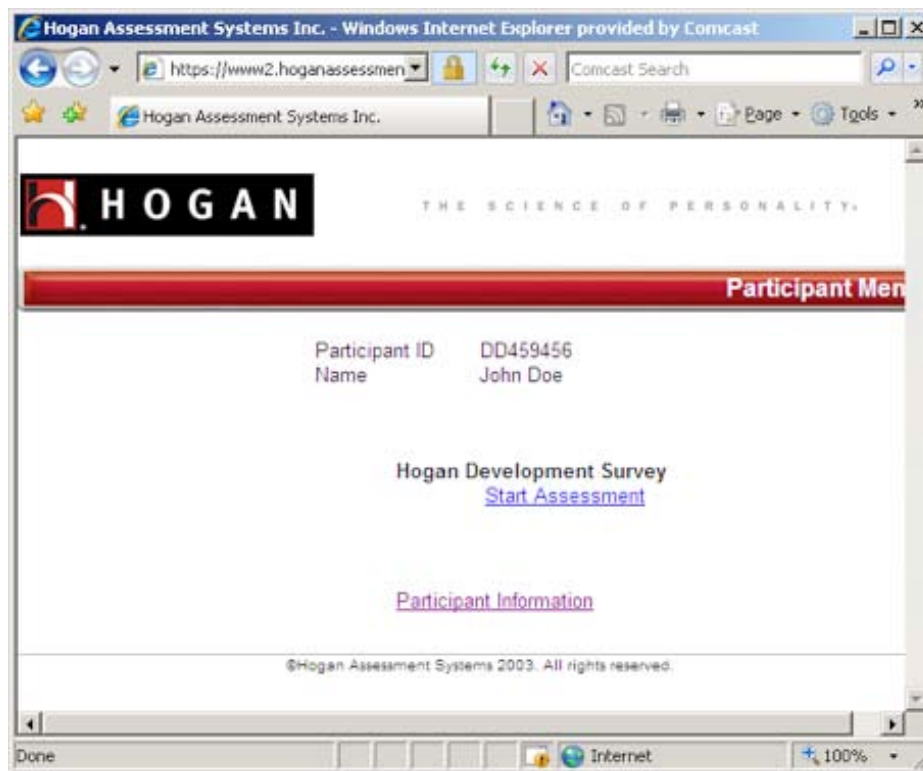 Hogan Assessment Systems Inc. - Windows Internet Explorer provided by Comcast
https://www2.hoganassessmen
Comcast Search
Hogan Assessment Systems Inc.
Page
Tools
HOGAN
THE SCIENCE OF PERSONALITY.
Participant Men
Participant ID DD459456
Name John Doe
Hogan Development Survey
Start Assessment
Participant Information
©Hogan Assessment Systems 2003. All rights reserved.
Done
Internet
100%